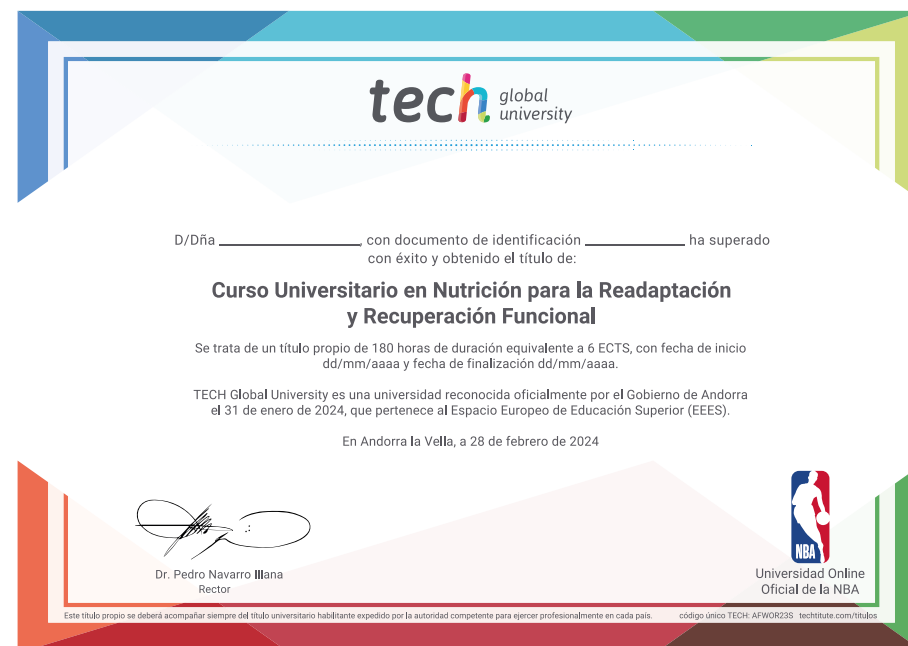 tech global university
D/Dña ________________, con documento de identificación ____________ ha superado
con éxito y obtenido el título de:
Curso Universitario en Nutrición para la Readaptación
y Recuperación Funcional
Se trata de un título propio de 180 horas de duración equivalente a 6 ECTS, con fecha de inicio
dd/mm/aaaa y fecha de finalización dd/mm/aaaa.
TECH Global University es una universidad reconocida oficialmente por el Gobierno de Andorra
el 31 de enero de 2024, que pertenece al Espacio Europeo de Educación Superior (EEES).
En Andorra la Vella, a 28 de febrero de 2024
Dr. Pedro Navarro Illana
Rector
NBA
Universidad Online
Oficial de la NBA
Este título propio se deberá acompañar siempre del título universitario habilitante expedido por la autoridad competente para ejercer profesionalmente en cada país. código único TECH: AFWOR23S techtitute.com/titulos